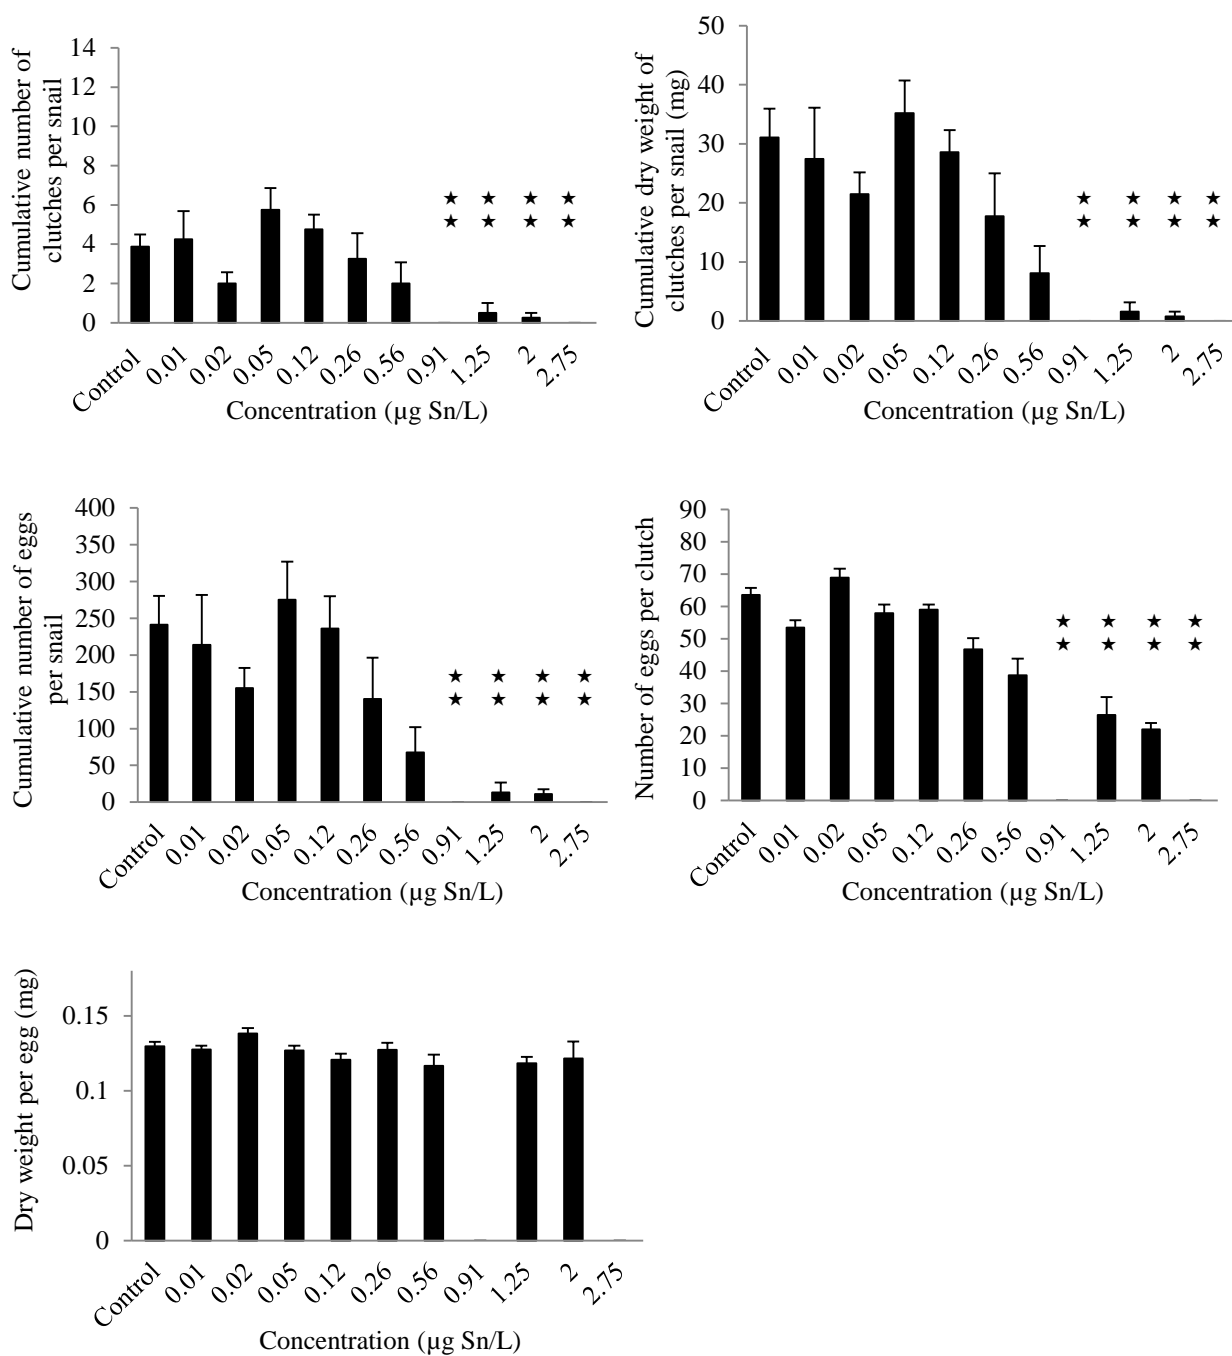 Cumulative number of
clutches per snail
14
12
10
8
6
4
2
0
★ ★ ★ ★
★ ★ ★ ★
Control 0.01 0.02 0.05 0.12 0.26 0.56 0.91 1.25 2 2.75
Concentration (µg Sn/L)
Cumulative dry weight of
clutches per snail (mg)
50
40
30
20
10
0
★ ★ ★ ★
★ ★ ★ ★
Control 0.01 0.02 0.05 0.12 0.26 0.56 0.91 1.25 2 2.75
Concentration (µg Sn/L)
Cumulative number of eggs
per snail
400
350
300
250
200
150
100
50
0
★ ★ ★ ★
★ ★ ★ ★
Control 0.01 0.02 0.05 0.12 0.26 0.56 0.91 1.25 2 2.75
Concentration (µg Sn/L)
Number of eggs per clutch
90
80
70
60
50
40
30
20
10
0
★ ★ ★ ★
★ ★ ★ ★
Control 0.01 0.02 0.05 0.12 0.26 0.56 0.91 1.25 2 2.75
Concentration (µg Sn/L)
Dry weight per egg (mg)
0.15
0.1
0.05
0
Control 0.01 0.02 0.05 0.12 0.26 0.56 0.91 1.25 2 2.75
Concentration (µg Sn/L)